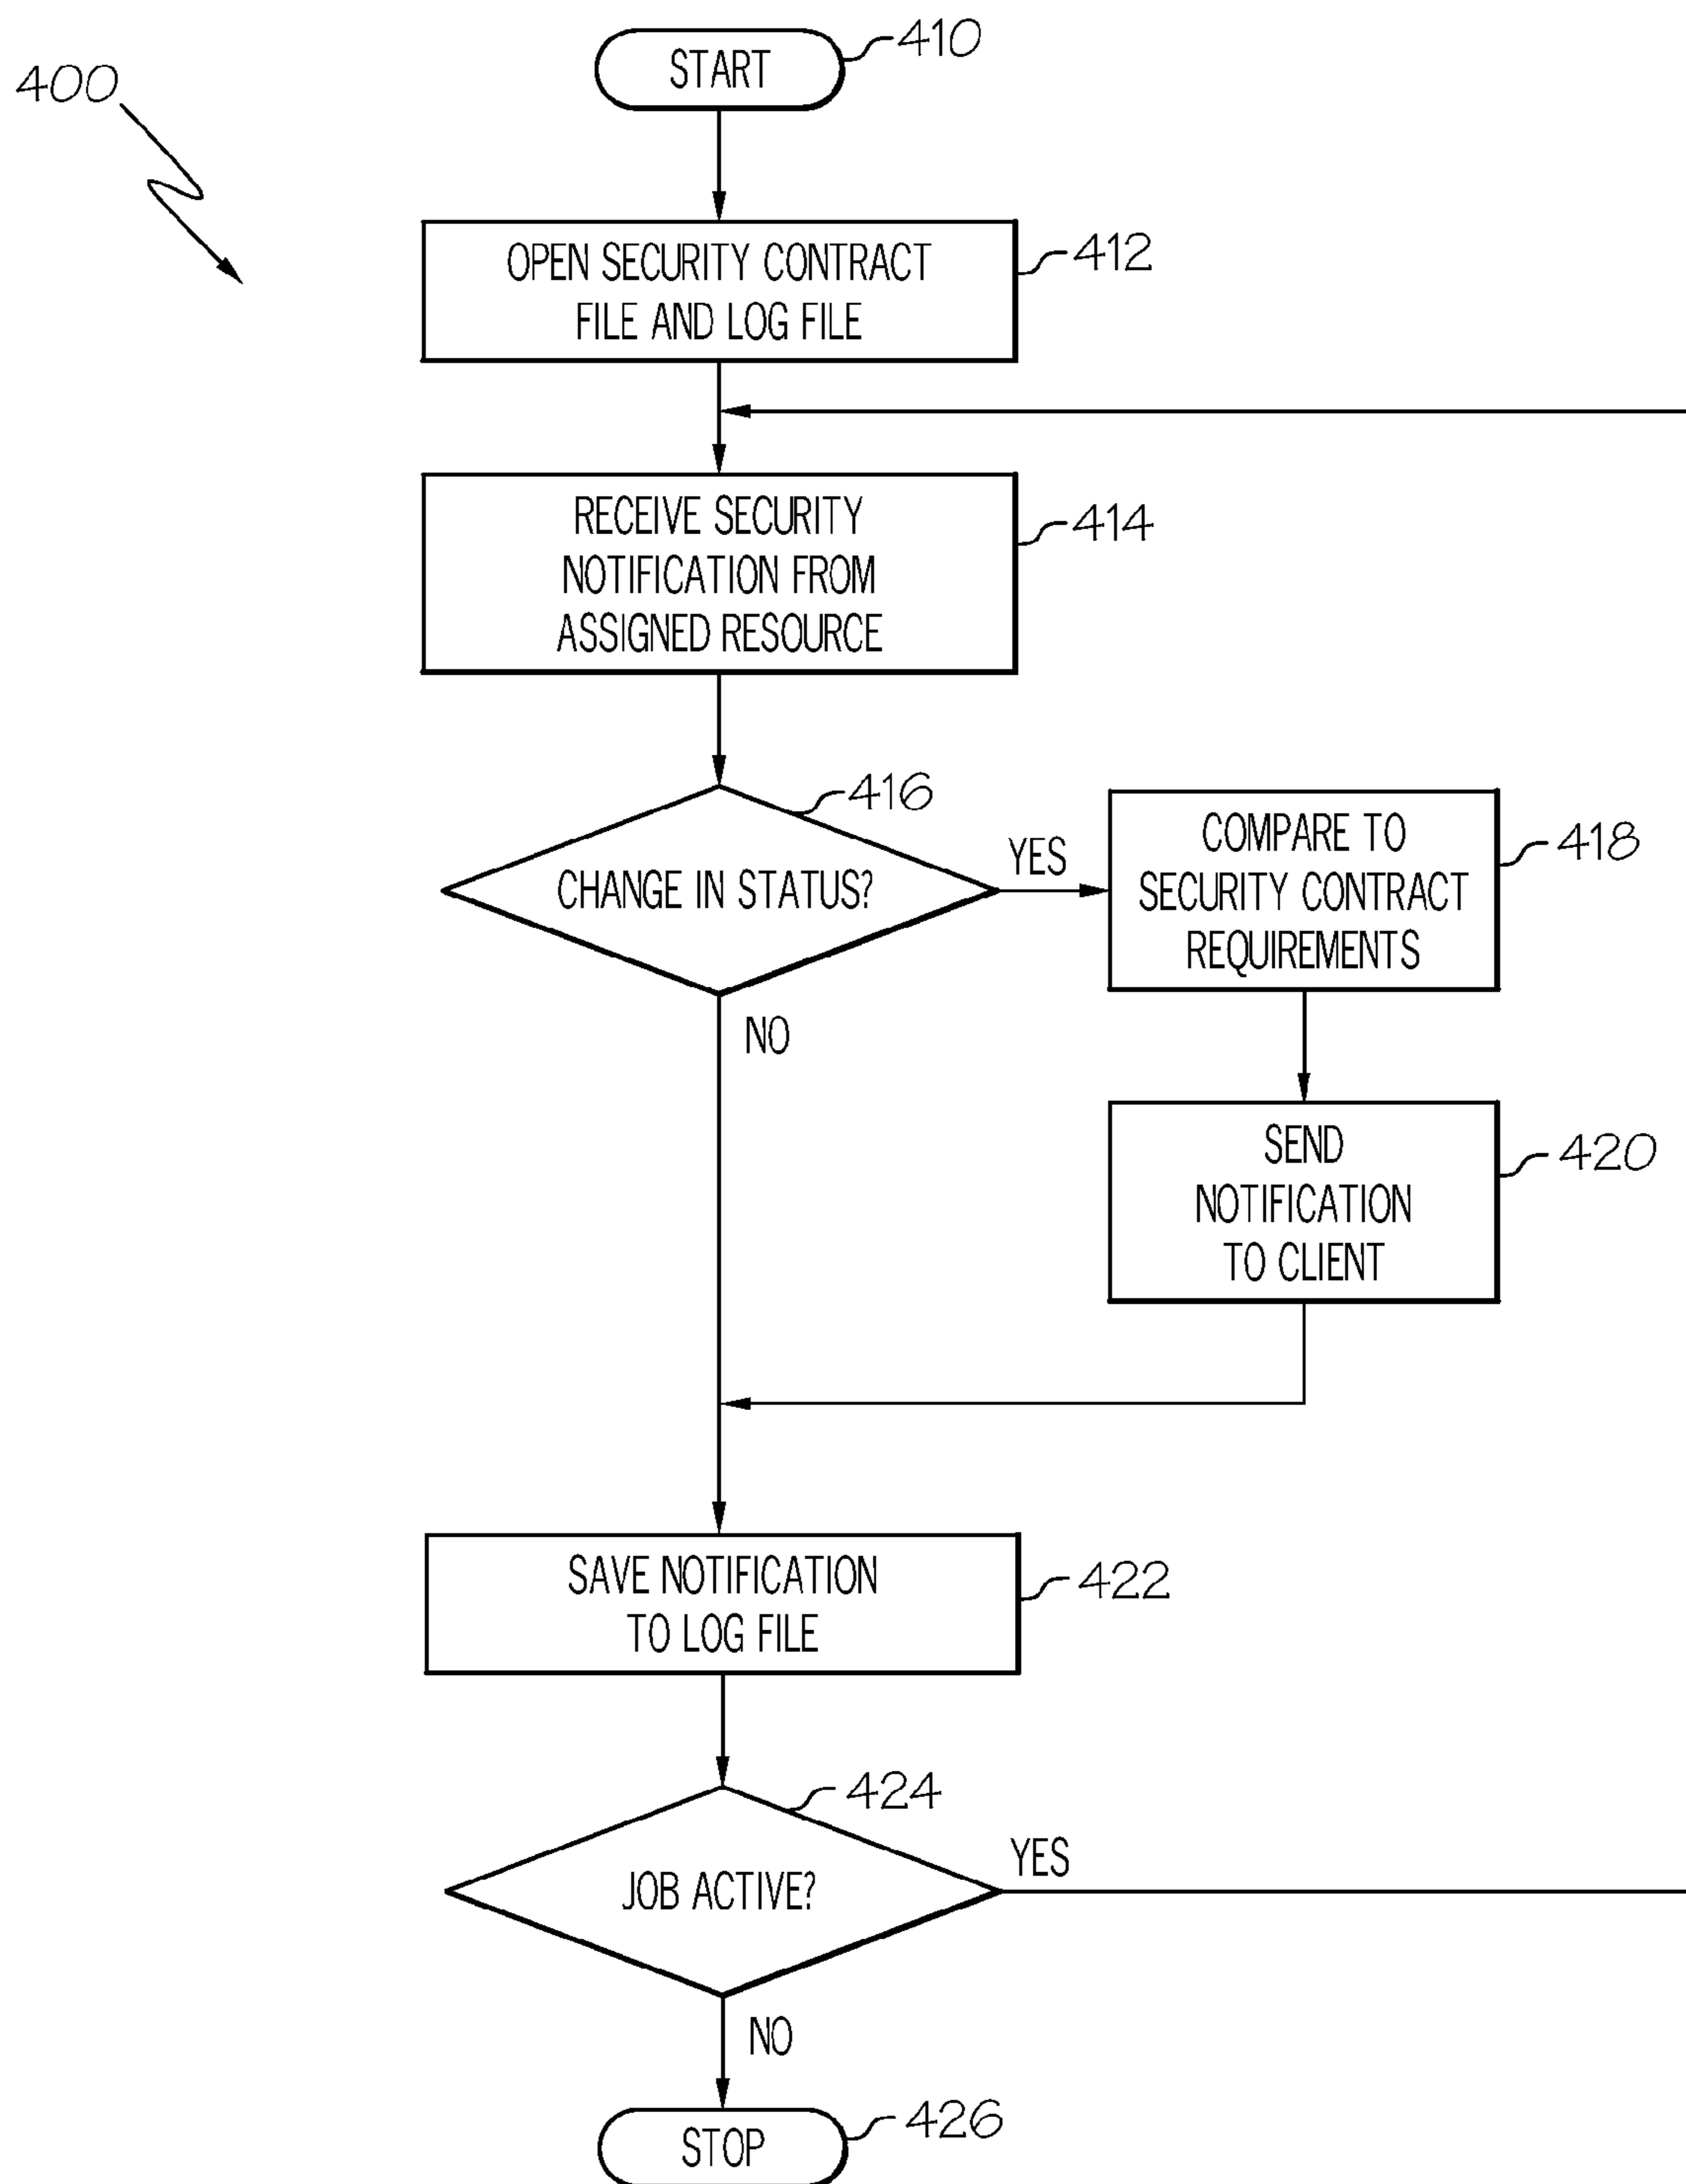 400
START
410
OPEN SECURITY CONTRACT
FILE AND LOG FILE
412
RECEIVE SECURITY
NOTIFICATION FROM
ASSIGNED RESOURCE
414
CHANGE IN STATUS?
416
YES
NO
COMPARE TO
SECURITY CONTRACT
REQUIREMENTS
418
SEND
NOTIFICATION
TO CLIENT
420
SAVE NOTIFICATION
TO LOG FILE
422
JOB ACTIVE?
424
YES
NO
STOP
426